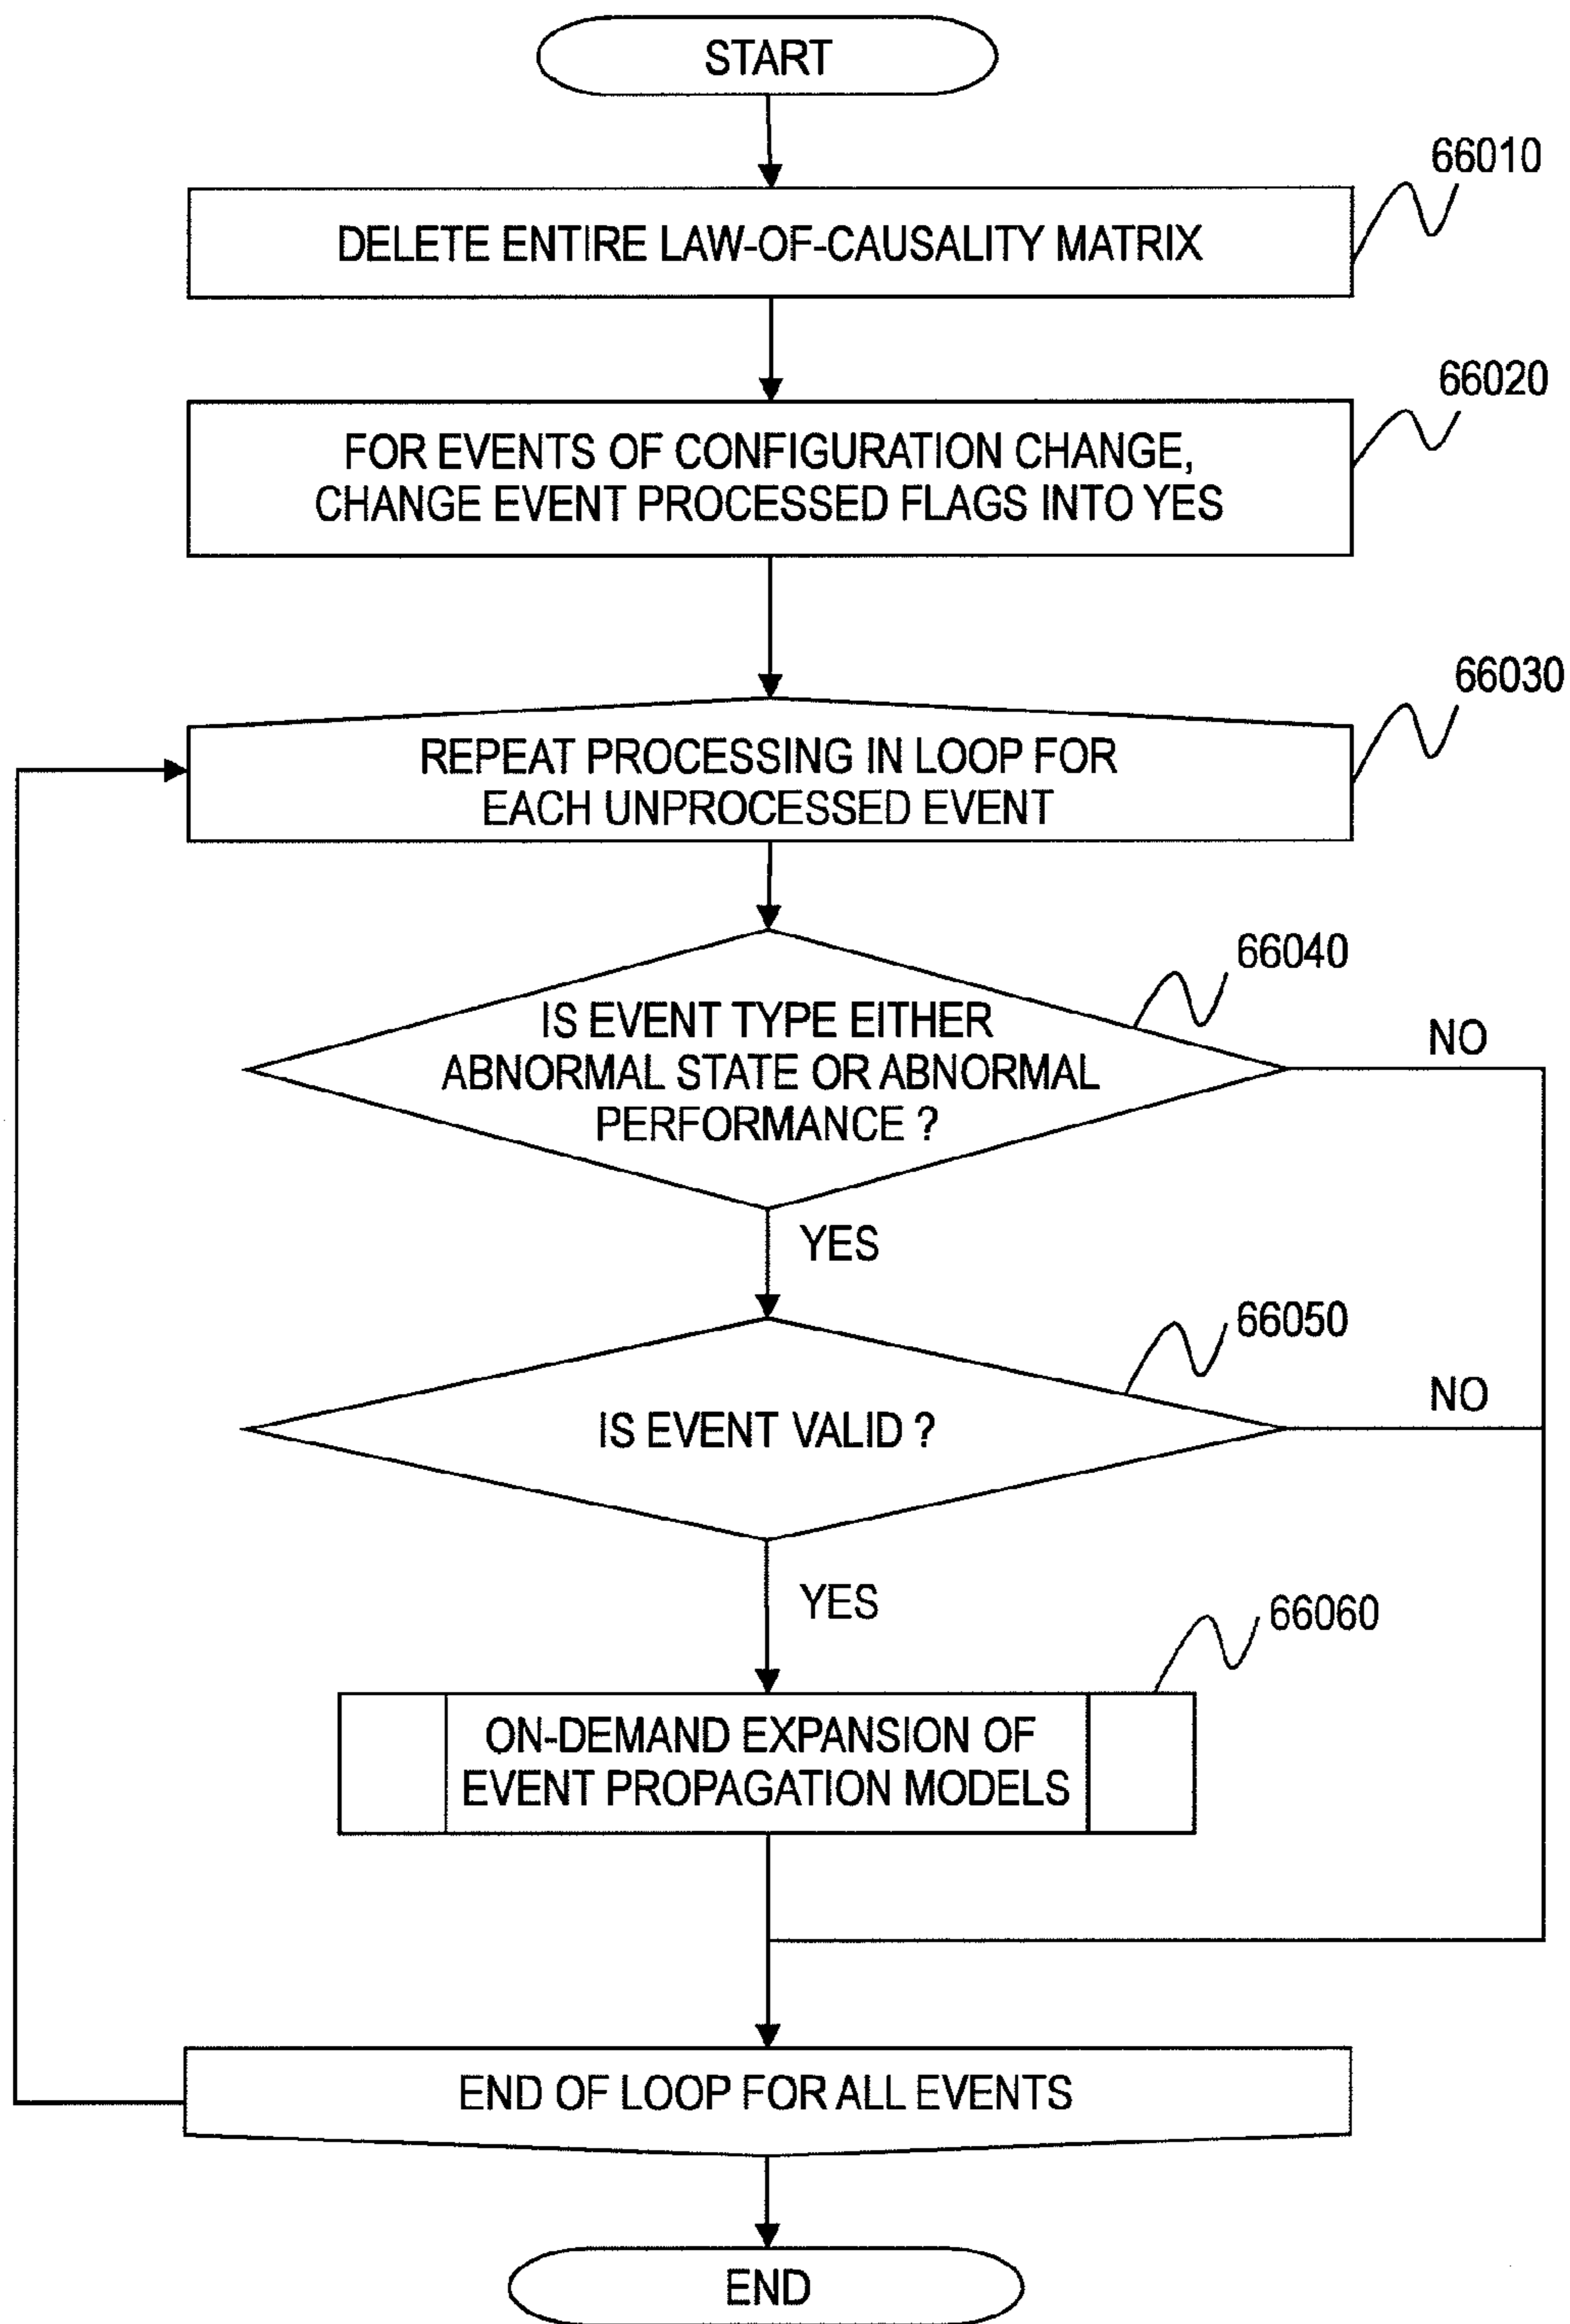 START
66010
DELETE ENTIRE LAW-OF-CAUSALITY MATRIX
66020
FOR EVENTS OF CONFIGURATION CHANGE,
CHANGE EVENT PROCESSED FLAGS INTO YES
66030
REPEAT PROCESSING IN LOOP FOR
EACH UNPROCESSED EVENT
66040
IS EVENT TYPE EITHER
ABNORMAL STATE OR ABNORMAL
PERFORMANCE ?
NO
YES
66050
IS EVENT VALID ?
NO
YES
66060
ON-DEMAND EXPANSION OF
EVENT PROPAGATION MODELS
END OF LOOP FOR ALL EVENTS
END